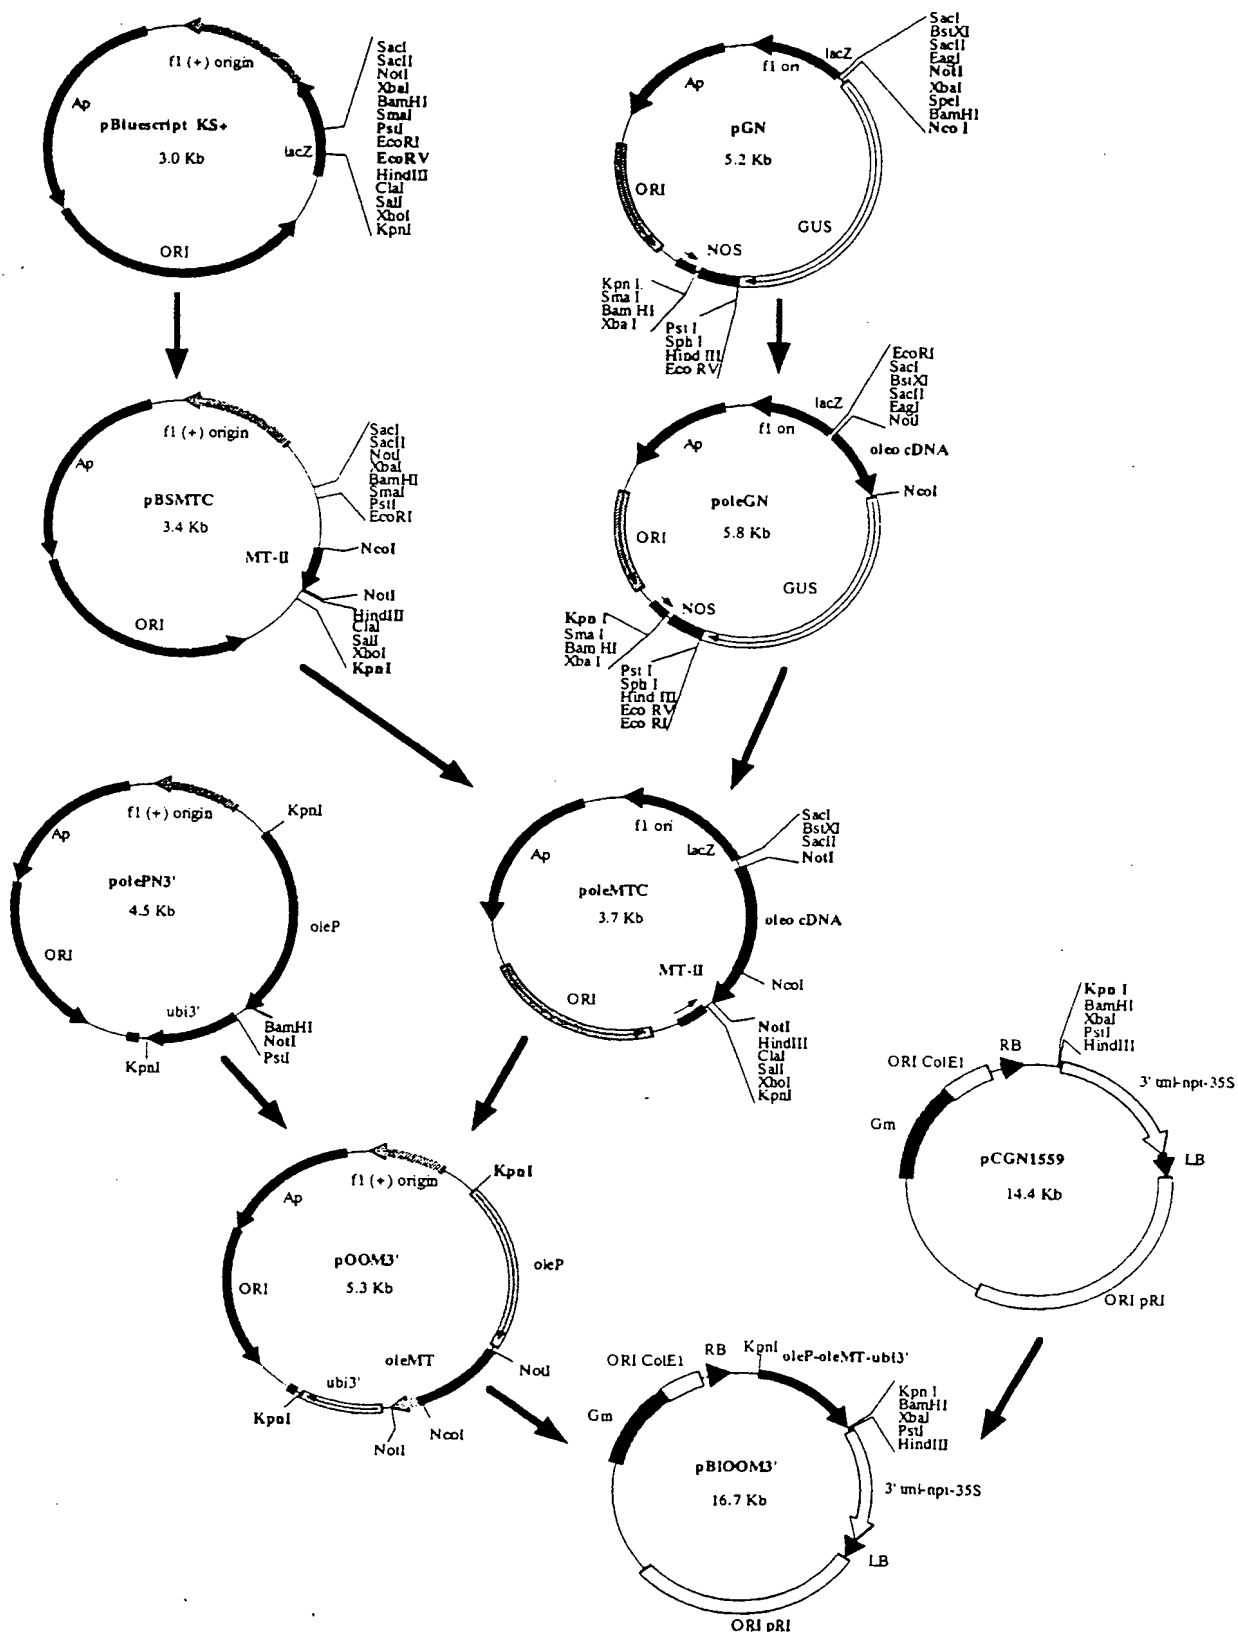 f1 (+) origin
Ap
pBluescript KS+
3.0 Kb
lacZ
ORI
SacI
SacII
NotI
XbaI
BamHI
SmaI
PstI
EcoRI
EcoRV
HindIII
ClaI
SalI
XhoI
KpnI
f1 ori
lacZ
Ap
pGN
5.2 Kb
ORI
GUS
NOS
SacI
BstXI
SacII
EagI
NotI
XbaI
SpeI
BamHI
Nco I
Kpn I.
Sma I
Bam HI
Xba I
Pst I
Sph I
Hind III
Eco RV
f1 (+) origin
Ap
pBSMTC
3.4 Kb
MT-II
ORI
SacI
SacII
NotI
XbaI
BamHI
SmaI
PstI
EcoRI
NcoI
NotI
HindIII
ClaI
SalI
XhoI
KpnI
lacZ
f1 ori
Ap
poleGN
5.8 Kb
ORI
GUS
NOS
EcoRI
SacI
BstXI
SacII
EagI
NotI
oleo cDNA
NcoI
Kpn I
Sma I
Bam HI
Xba I
Pst I
Sph I
Hind III
Eco RV
Eco RI
f1 (+) origin
KpnI
Ap
polePN3'
4.5 Kb
oleP
ORI
ubi3'
BamHI
NotI
PstI
KpnI
f1 ori
lacZ
Ap
poleMTC
3.7 Kb
SacI
BstXI
SacII
NotI
oleo cDNA
MT-II
ORI
NcoI
NotI
HindIII
ClaI
SalI
XhoI
KpnI
Kpn I
BamHI
XbaI
PstI
HindIII
RB
ORI ColE1
3' tml-npt-35S
Gm
pCGN1559
14.4 Kb
LB
ORI pRI
f1 (+) origin
KpnI
Ap
pOOM3'
5.3 Kb
oleP
ORI
oleMT
ubi3'
NotI
KpnI
NcoI
NotI
ORI ColE1
RB
KpnI
oleP-oleMT-ubi3'
Gm
Kpn I
BamHI
XbaI
PstI
HindIII
pBIOOM3'
16.7 Kb
3' tml-npt-35S
LB
ORI pRI